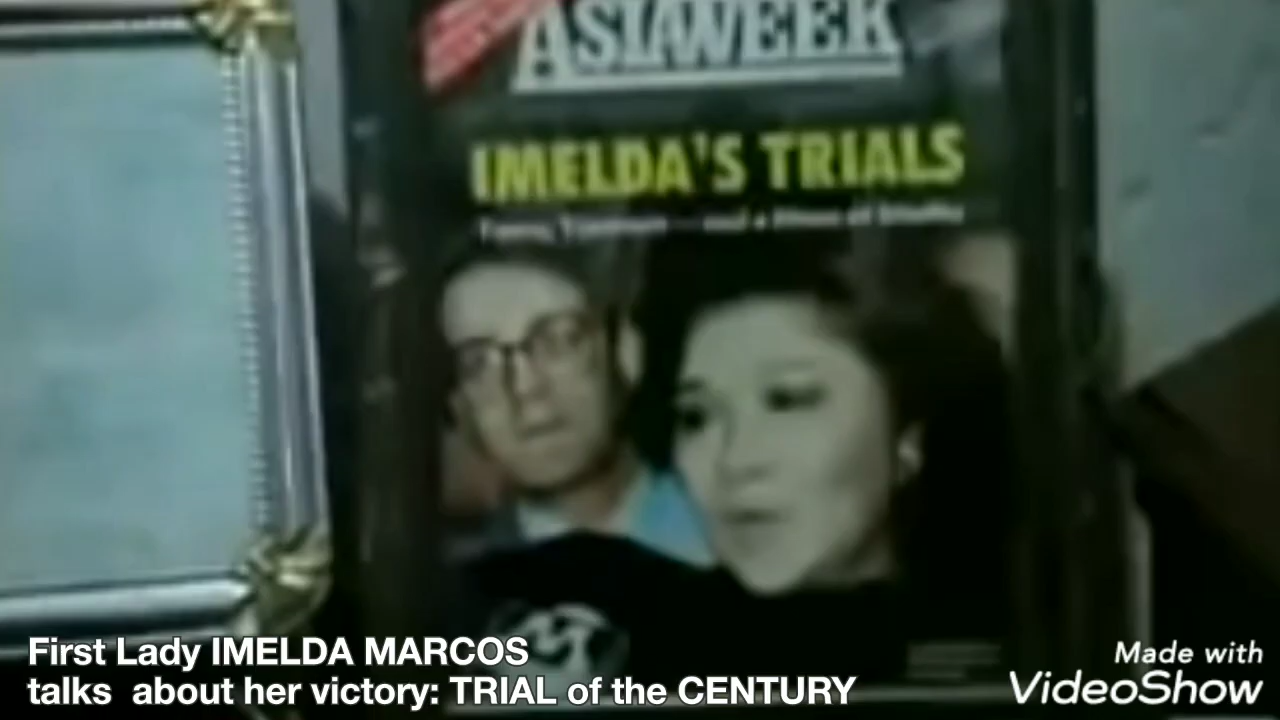 ASIAWEEK
IMELDA'S TRIALS
First Lady IMELDA MARCOS
talks about her victory: TRIAL of the CENTURY
Made with
VideoShow